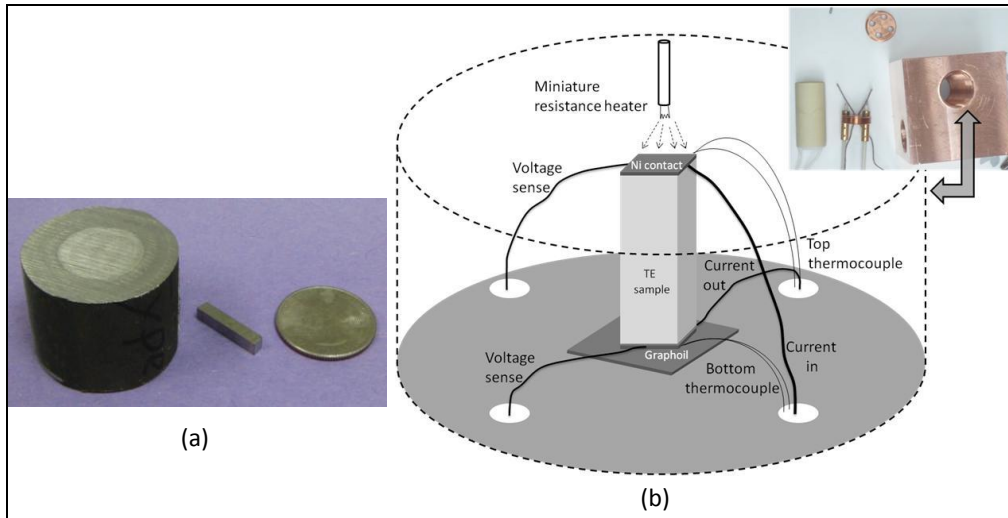 Miniature
resistance heater
Voltage
sense
Ni contact
Top
thermocouple
TE
sample
Current
out
Graphoil
Voltage
sense
Bottom
thermocouple
Current
in
(a)
(b)